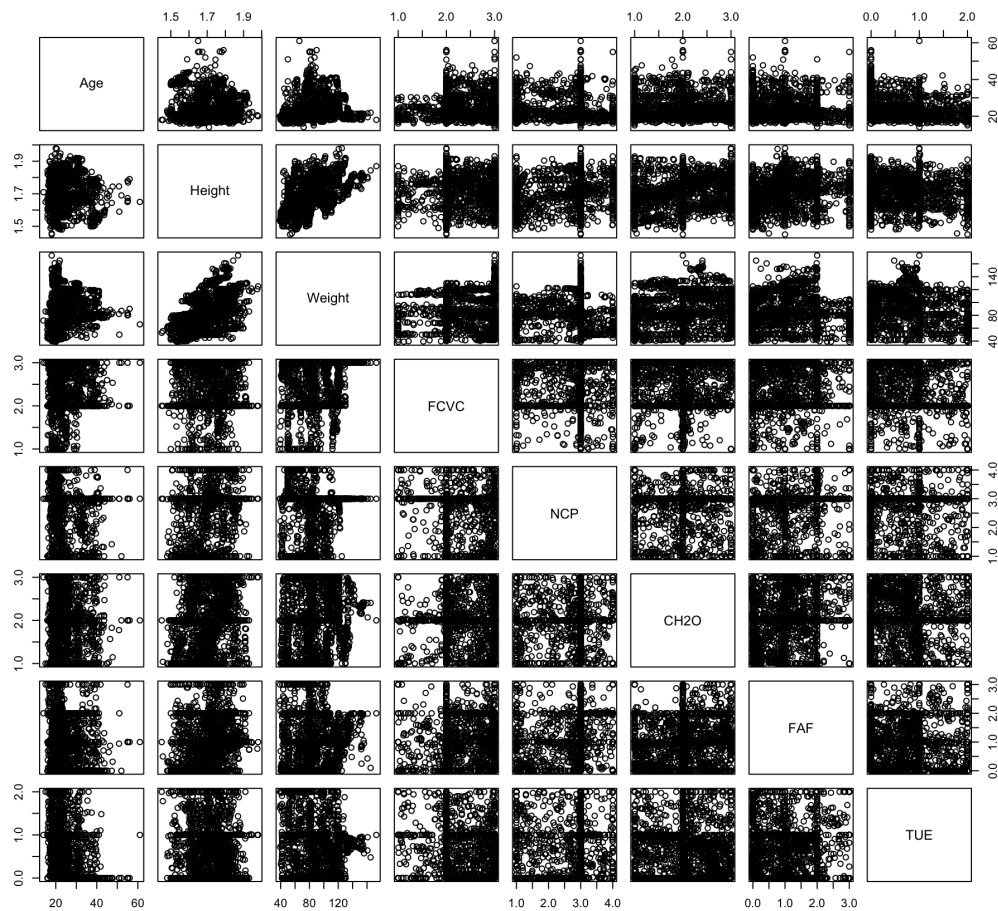 1.5 1.7 1.9 1.0 2.0 3.0 1.0 2.0 3.0 0.0 1.0 2.0
Age 20 40 60
1.5 1.7 1.9 Height
Weight 40 80 140
1.0 2.0 3.0 FCVC
NCP 1.0 2.0 3.0 4.0
1.0 2.0 3.0 CH2O
FAF 0.0 1.0 2.0 3.0
0.0 1.0 2.0 TUE
20 40 60 40 80 120 1.0 2.0 3.0 4.0 0.0 1.0 2.0 3.0